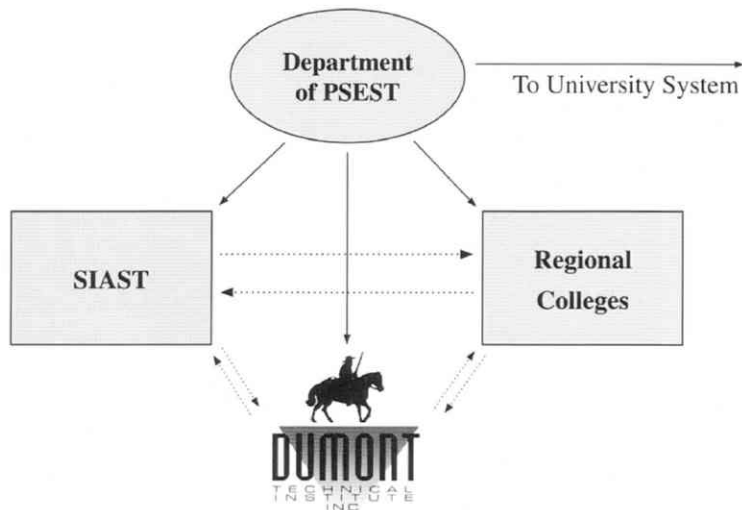 Department
of PSEST
To University System
SIAST
Regional
Colleges
DUMONT
TECHNICAL
INSTITUTE
INC